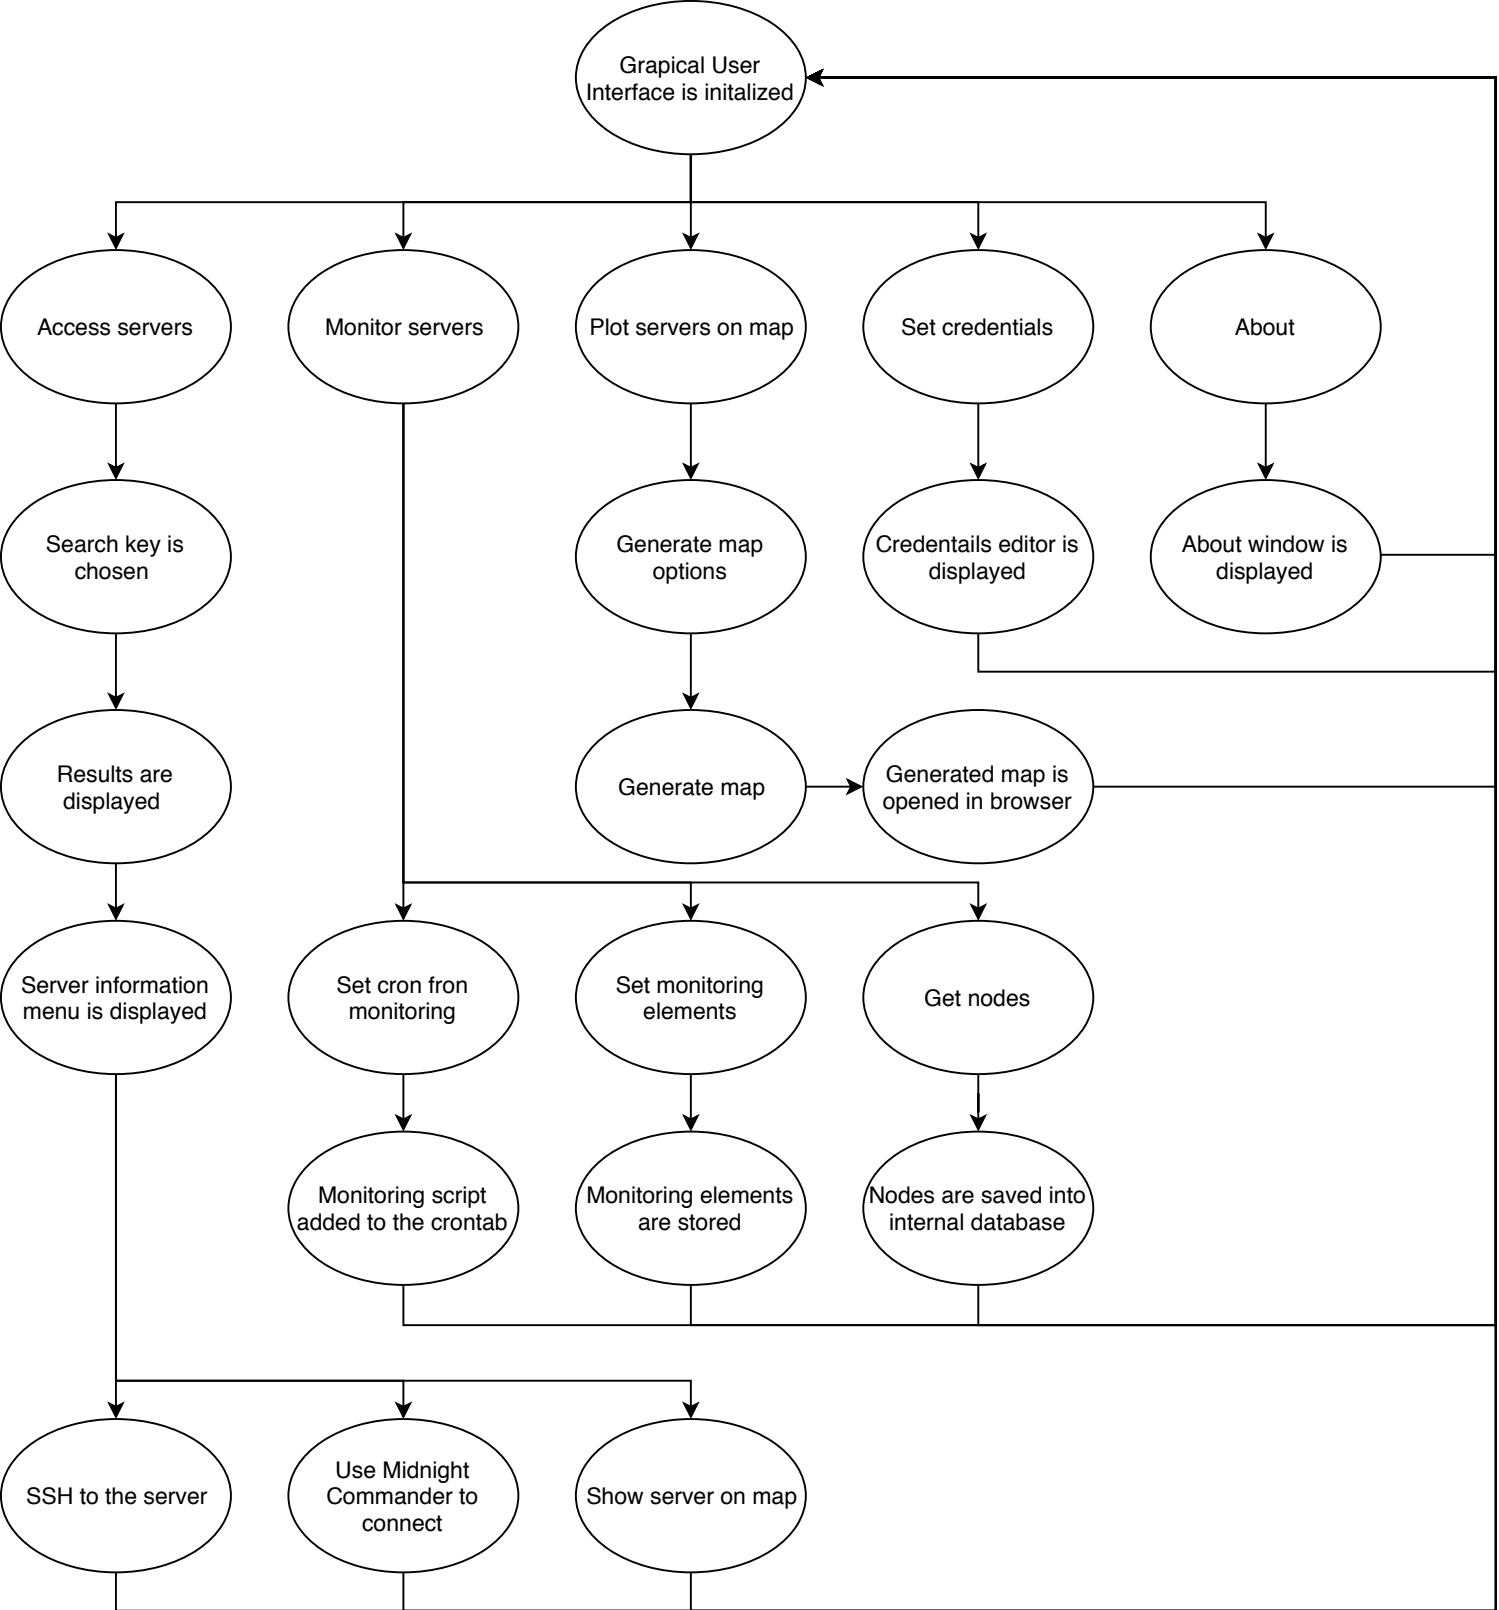 Grapical User
Interface is initalized
Access servers
Monitor servers
Plot servers on map
Set credentials
About
Search key is
chosen
Generate map
options
Credentails editor is
displayed
About window is
displayed
Results are
displayed
Generate map
Generated map is
opened in browser
Server information
menu is displayed
Set cron fron
monitoring
Set monitoring
elements
Get nodes
Monitoring script
added to the crontab
Monitoring elements
are stored
Nodes are saved into
internal database
SSH to the server
Use Midnight
Commander to
connect
Show server on map